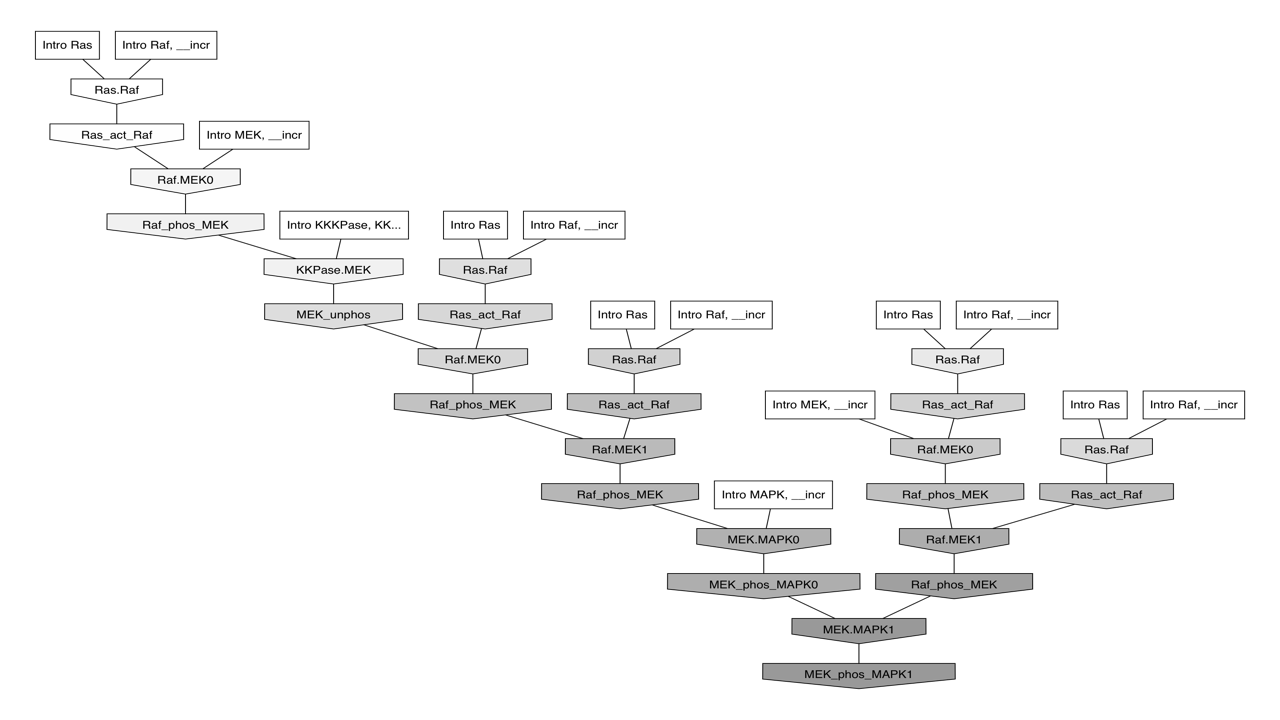 Intro Ras
Intro Raf, __incr
Ras.Raf
Ras_act_Raf
Intro MEK, __incr
Raf.MEK0
Raf_phos_MEK
Intro KKKPase, KK...
Intro Ras
Intro Raf, __incr
KKPase.MEK
Ras.Raf
MEK_unphos
Ras_act_Raf
Intro Ras
Intro Raf, __incr
Intro Ras
Intro Raf, __incr
Raf.MEK0
Ras.Raf
Ras.Raf
Raf_phos_MEK
Ras_act_Raf
Intro MEK, __incr
Ras_act_Raf
Intro Ras
Intro Raf, __incr
Raf.MEK1
Raf.MEK0
Ras.Raf
Raf_phos_MEK
Intro MAPK, __incr
Raf_phos_MEK
Ras_act_Raf
MEK.MAPK0
Raf.MEK1
MEK_phos_MAPK0
Raf_phos_MEK
MEK.MAPK1
MEK_phos_MAPK1